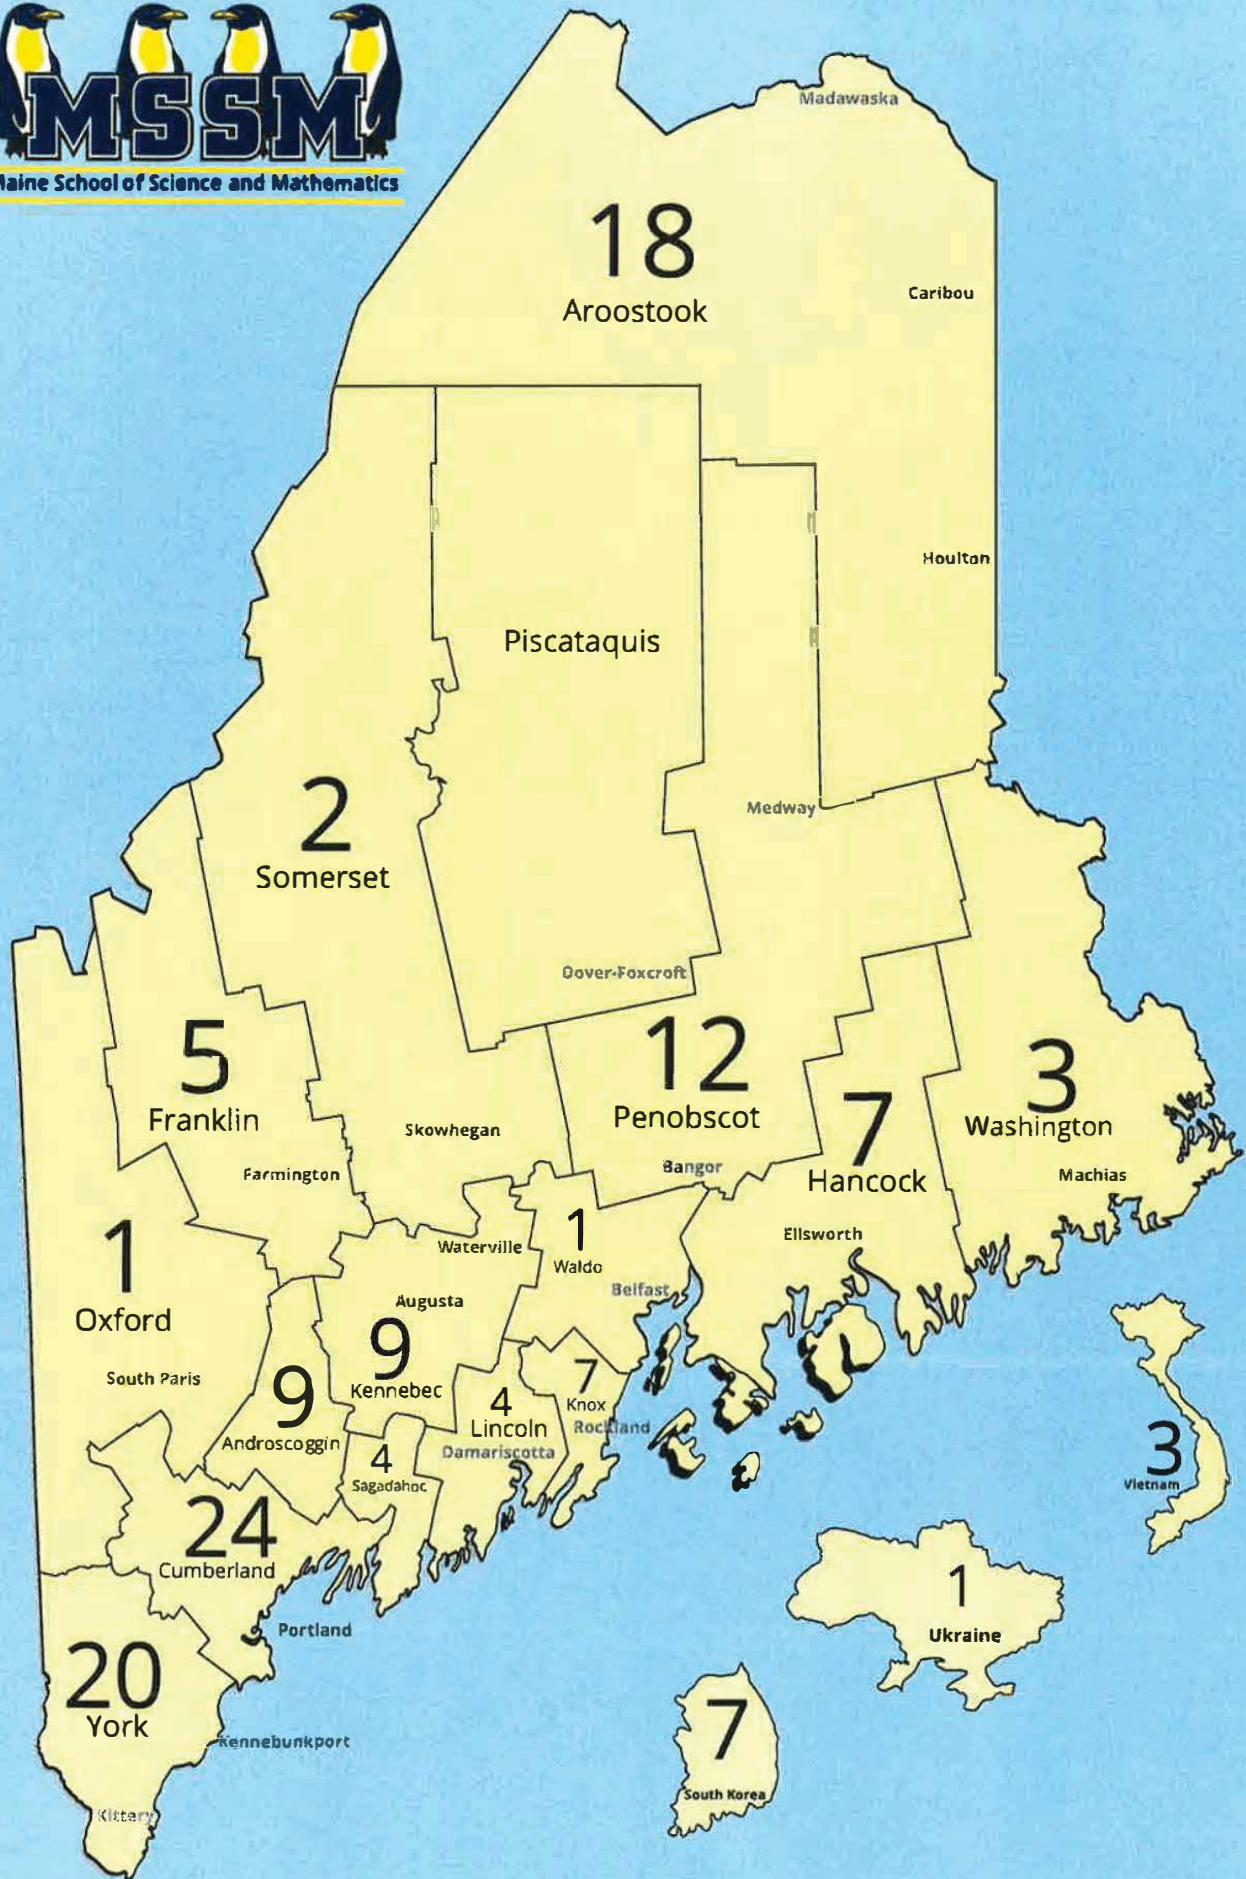 MSSM
Maine School of Science and Mathematics
Madawaska
18
Aroostook
Caribou
Houlton
Piscataquis
2
Somerset
Medway
Dover-Foxcroft
5
Franklin
12
Penobscot
7
Hancock
3
Washington
Skowhegan
Farmington
Bangor
Machias
1
Oxford
Waterville
1
Waldo
Ellsworth
Belfast
Augusta
South Paris
9
Androscoggin
9
Kennebec
4
Lincoln
Damariscotta
7
Knox
Rockland
4
Sagadahoc
3
Vietnam
24
Cumberland
1
Ukraine
Portland
20
York
Kennebunkport
7
South Korea
Kittery